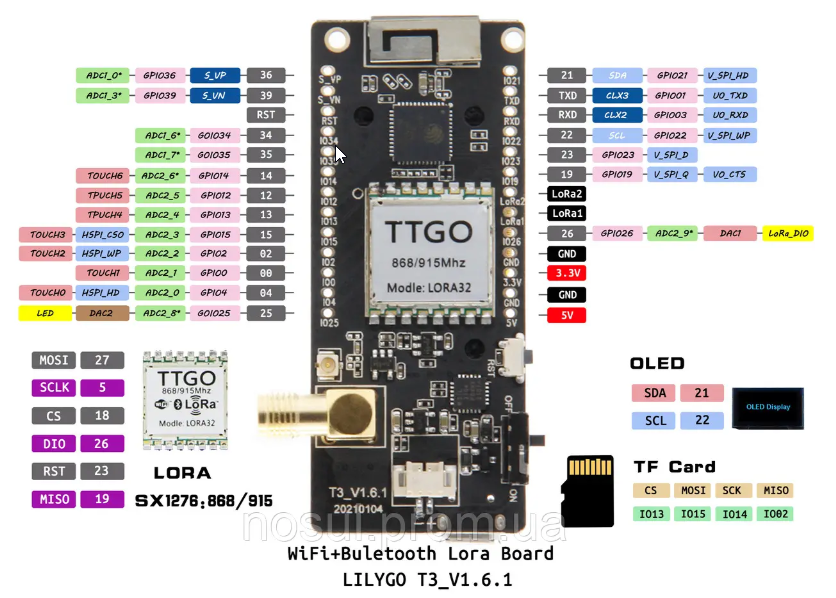 ADC1_0* GPIO36 S_VP 36
ADC1_3* GPIO39 S_VN 39
RST
ADC1_6* GOIO34 34
ADC1_7* GOIO35 35
TOUCH6 ADC2_6* GPIO14 14
TPUCH5 ADC2_5 GPIO12 12
TPUCH4 ADC2_4 GPIO13 13
TOUCH3 HSPI_CSO ADC2_3 GPIO15 15
TOUCH2 HSPI_WP ADC2_2 GPIO2 02
TOUCH1 ADC2_1 GPIO0 00
TOUCH0 HSPI_HD ADC2_0 GPIO4 04
LED DAC2 ADC2_8* GOIO25 25
S_VP
S_VN
RST
IO34
IO35
IO14
IO12
IO13
IO15
IO2
IO0
IO4
IO25
TTGO
868/915Mhz
Modle: LORA32
IO21
TXD
RXD
IO22
IO23
IO19
LoRa2
LoRa1
IO26
GND
3.3V
GND
5V
RST
OFF
ON
T3_V1.6.1
20210104
21 SDA GPIO21 V_SPI_HD
TXD CLX3 GPIO01 UO_TXD
RXD CLX2 GPIO03 UO_RXD
22 SCL GPIO22 V_SPI_WP
23 GPIO23 V_SPI_D
19 GPIO19 V_SPI_Q VO_CTS
LoRa2
LoRa1
26 GPIO26 ADC2_9* DAC1 LoRa_DIO
GND
3.3V
GND
5V
MOSI 27
SCLK 5
CS 18
DIO 26
RST 23
MISO 19
TTGO
868/915Mhz
LoRa
Modle: LORA32
LORA
SX1276:868/915
OLED
SDA 21
SCL 22
OLED Display
TF Card
CS MOSI SCK MISO
IO13 IO15 IO14 IO02
nosui.prom.ua
WiFi+Buletooth Lora Board
LILYGO T3_V1.6.1